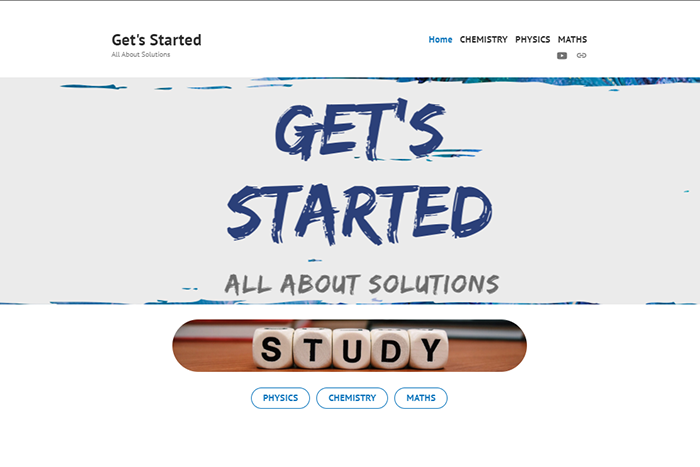 Get's Started
All About Solutions
Home CHEMISTRY PHYSICS MATHS
GET'S
STARTED
ALL ABOUT SOLUTIONS
STUDY
PHYSICS CHEMISTRY MATHS